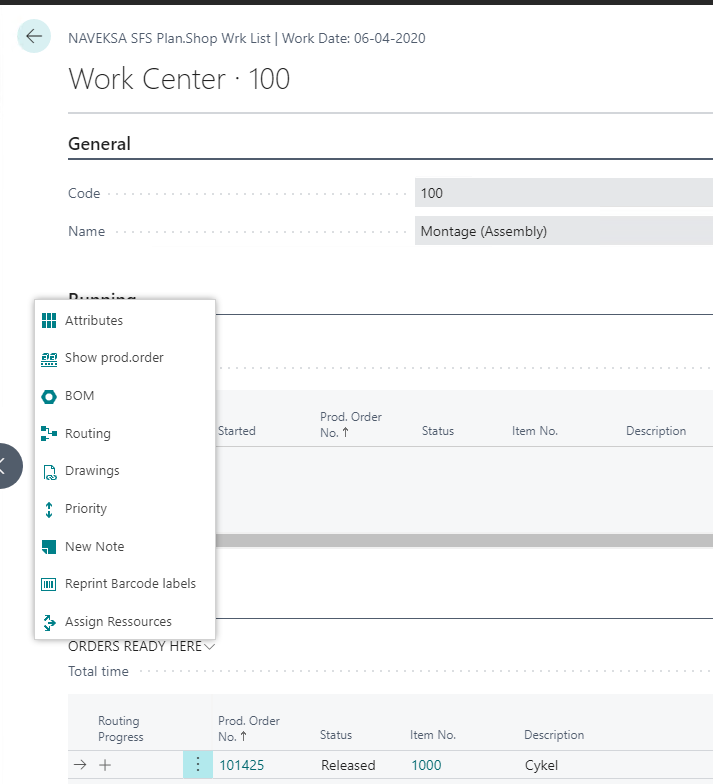 NAVEKSA SFS Plan.Shop Wrk List | Work Date: 06-04-2020
Work Center · 100
General
Code
100
Name
Montage (Assembly)
Running
Attributes
Show prod.order
BOM
Routing
Drawings
Priority
New Note
Reprint Barcode labels
Assign Ressources
Started
Prod. Order
No. ↑
Status
Item No.
Description
ORDERS READY HERE
Total time
Routing
Progress
Prod. Order
No. ↑
Status
Item No.
Description
101425
Released
1000
Cykel